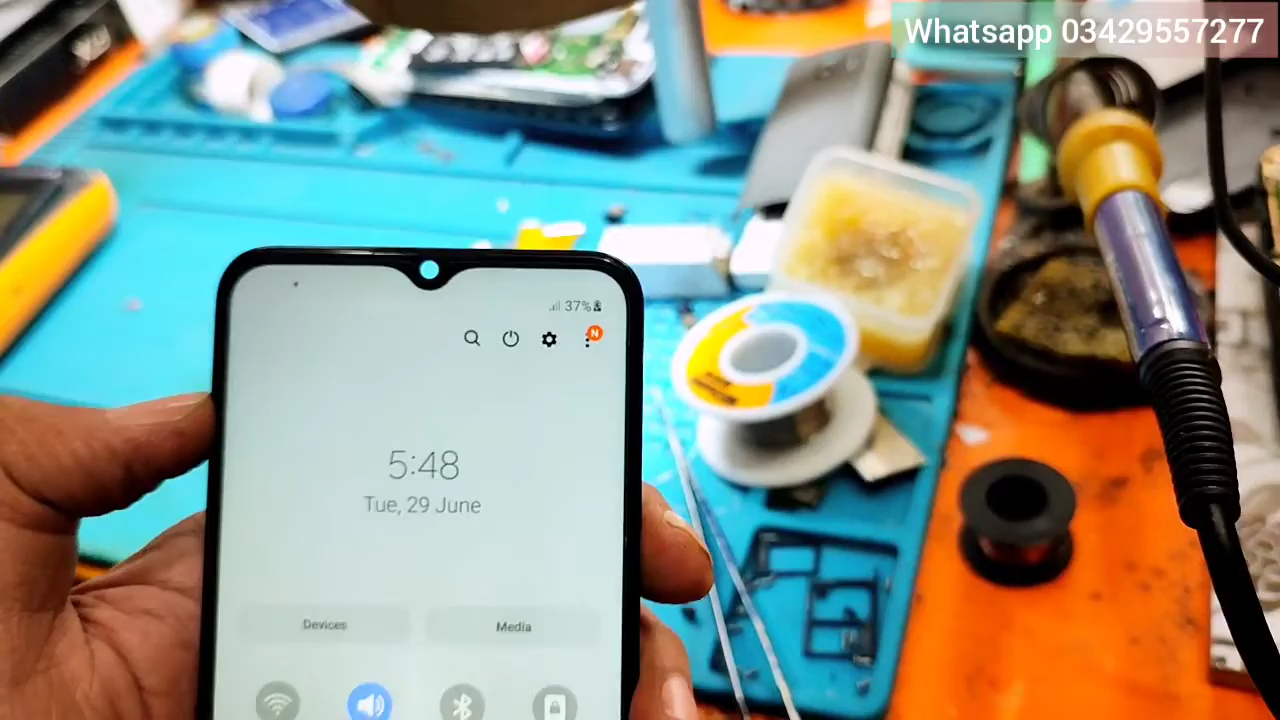 Whatsapp 03429557277
37%
N
5:48
Tue, 29 June
Devices
Media